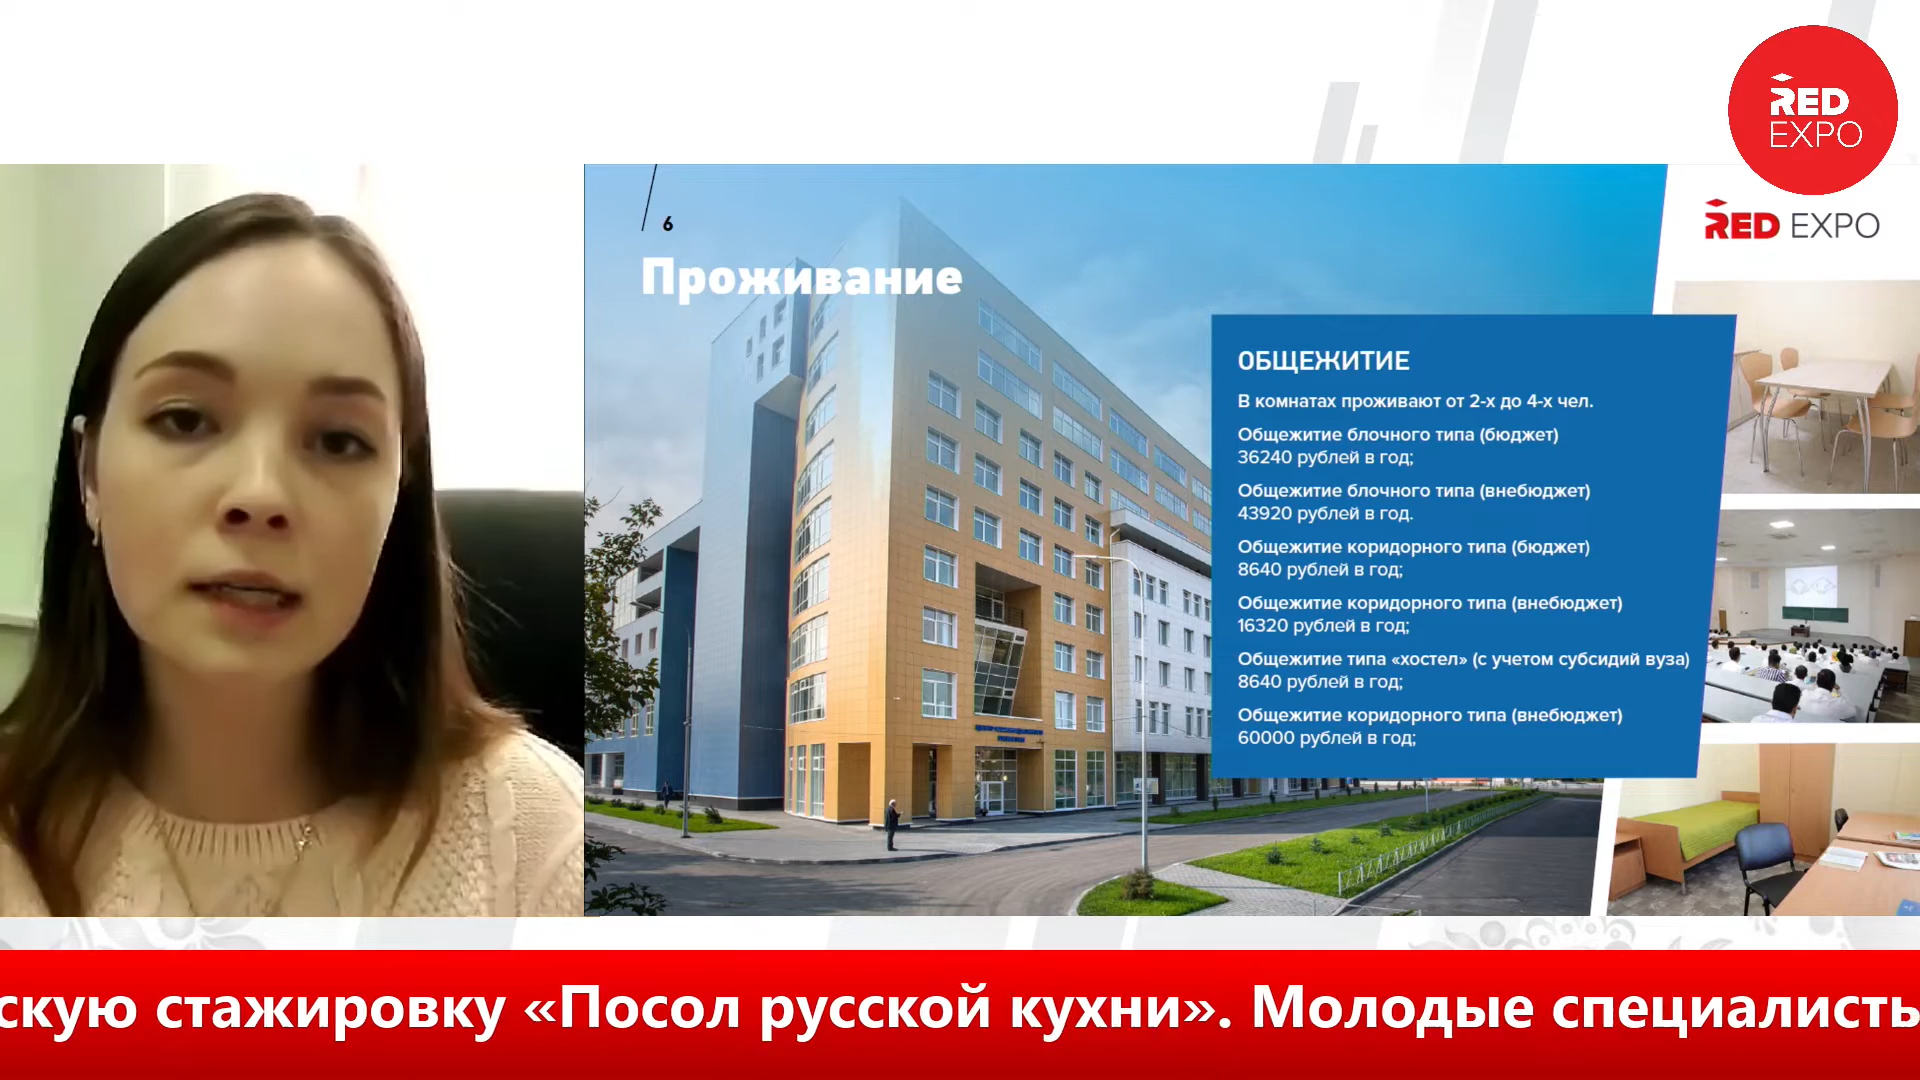 RED
EXPO
6
RED EXPO
Проживание
ОБЩЕЖИТИЕ
В комнатах проживают от 2-х до 4-х чел.
Общежитие блочного типа (бюджет)
36240 рублей в год;
Общежитие блочного типа (внебюджет)
43920 рублей в год.
Общежитие коридорного типа (бюджет)
8640 рублей в год;
Общежитие коридорного типа (внебюджет)
16320 рублей в год;
Общежитие типа «хостел» (с учетом субсидий вуза)
8640 рублей в год;
Общежитие коридорного типа (внебюджет)
60000 рублей в год;
скую стажировку «Посол русской кухни». Молодые специалисты